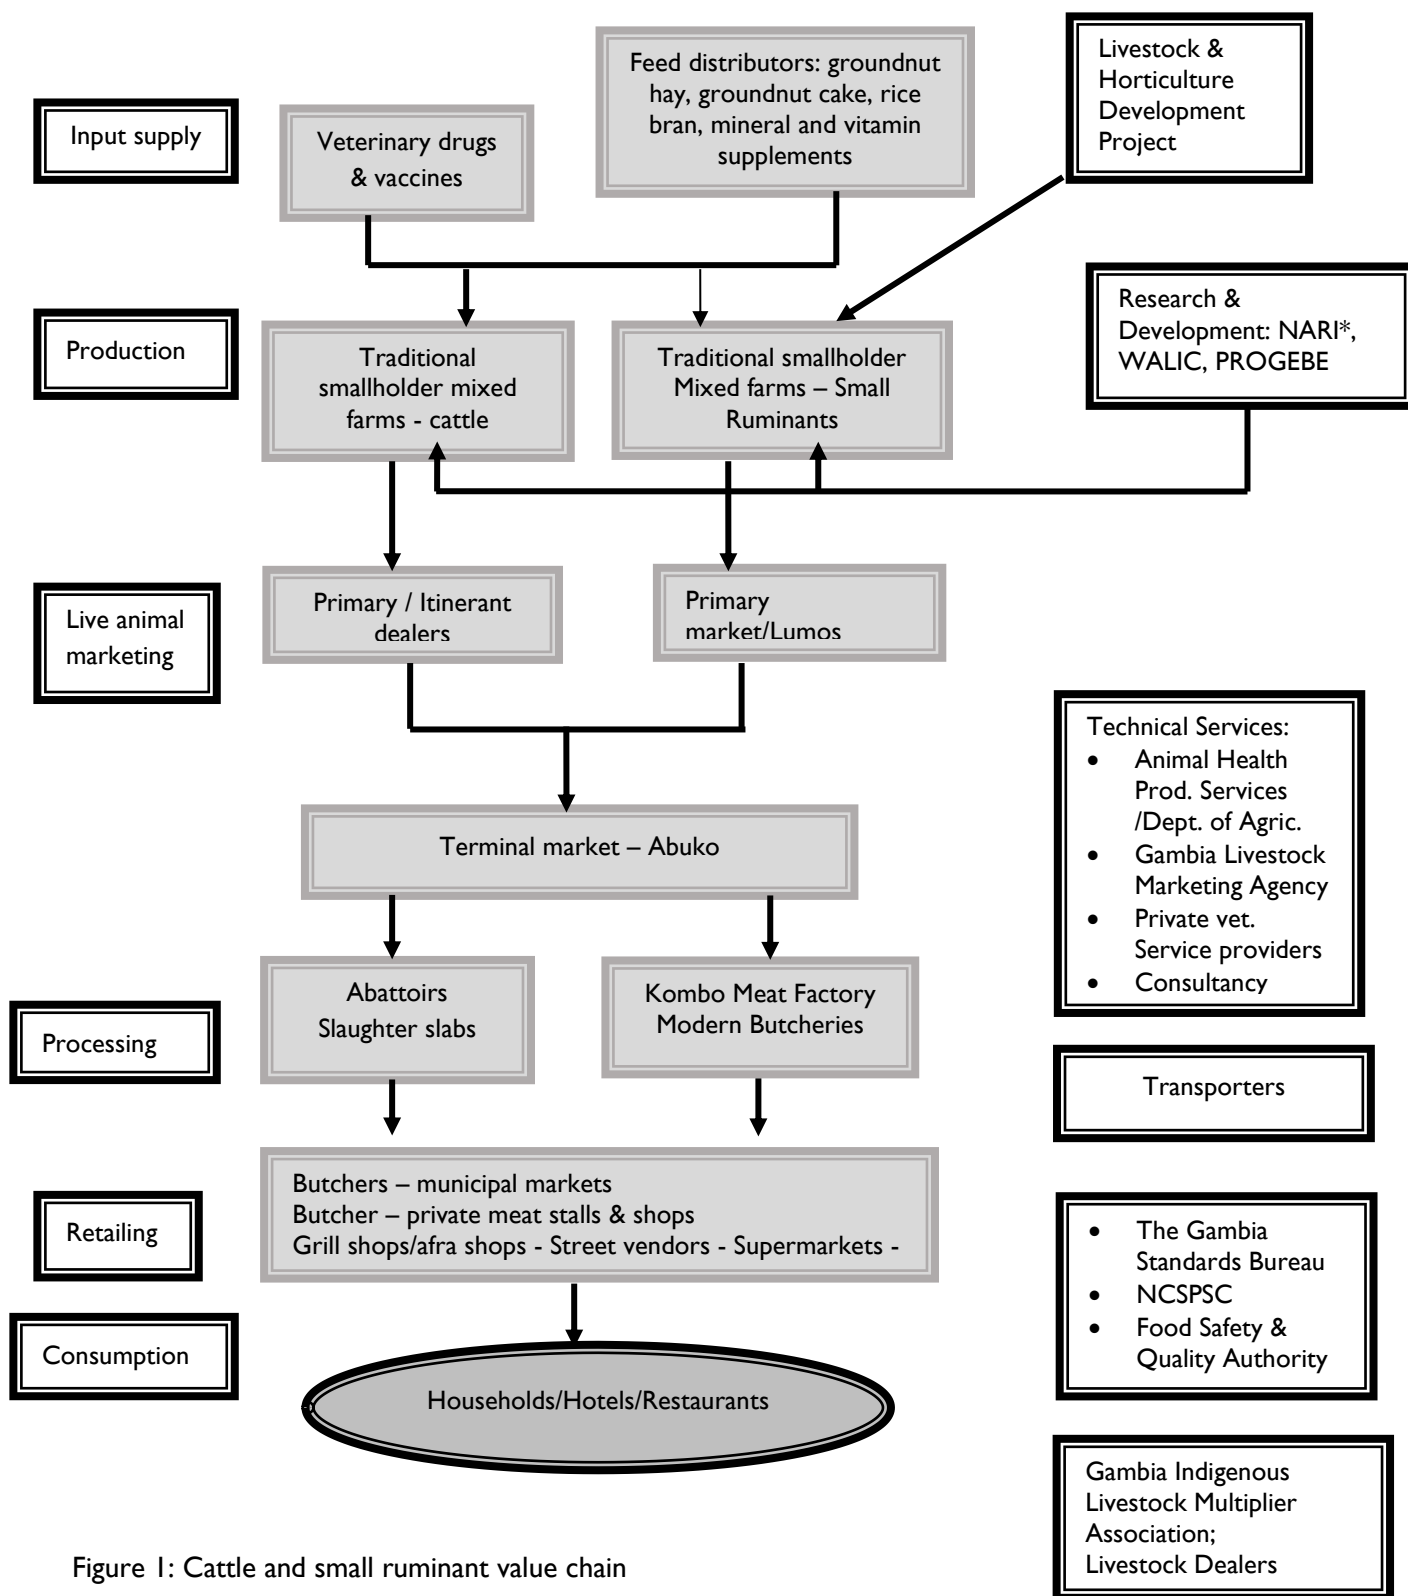 Input supply
Veterinary drugs
& vaccines
Feed distributors: groundnut
hay, groundnut cake, rice
bran, mineral and vitamin
supplements
Livestock &
Horticulture
Development
Project
Production
Traditional
smallholder mixed
farms - cattle
Traditional smallholder
Mixed farms – Small
Ruminants
Research &
Development: NARI*,
WALIC, PROGEBE
Live animal
marketing
Primary / Itinerant
dealers
Primary
market/Lumos
Terminal market – Abuko
Technical Services:
• Animal Health
Prod. Services
/Dept. of Agric.
• Gambia Livestock
Marketing Agency
• Private vet.
Service providers
• Consultancy
Processing
Abattoirs
Slaughter slabs
Kombo Meat Factory
Modern Butcheries
Transporters
Retailing
Butchers – municipal markets
Butcher – private meat stalls & shops
Grill shops/afra shops - Street vendors - Supermarkets -
• The Gambia
Standards Bureau
• NCSPSC
• Food Safety &
Quality Authority
Consumption
Households/Hotels/Restaurants
Gambia Indigenous
Livestock Multiplier
Association;
Livestock Dealers
Figure 1: Cattle and small ruminant value chain